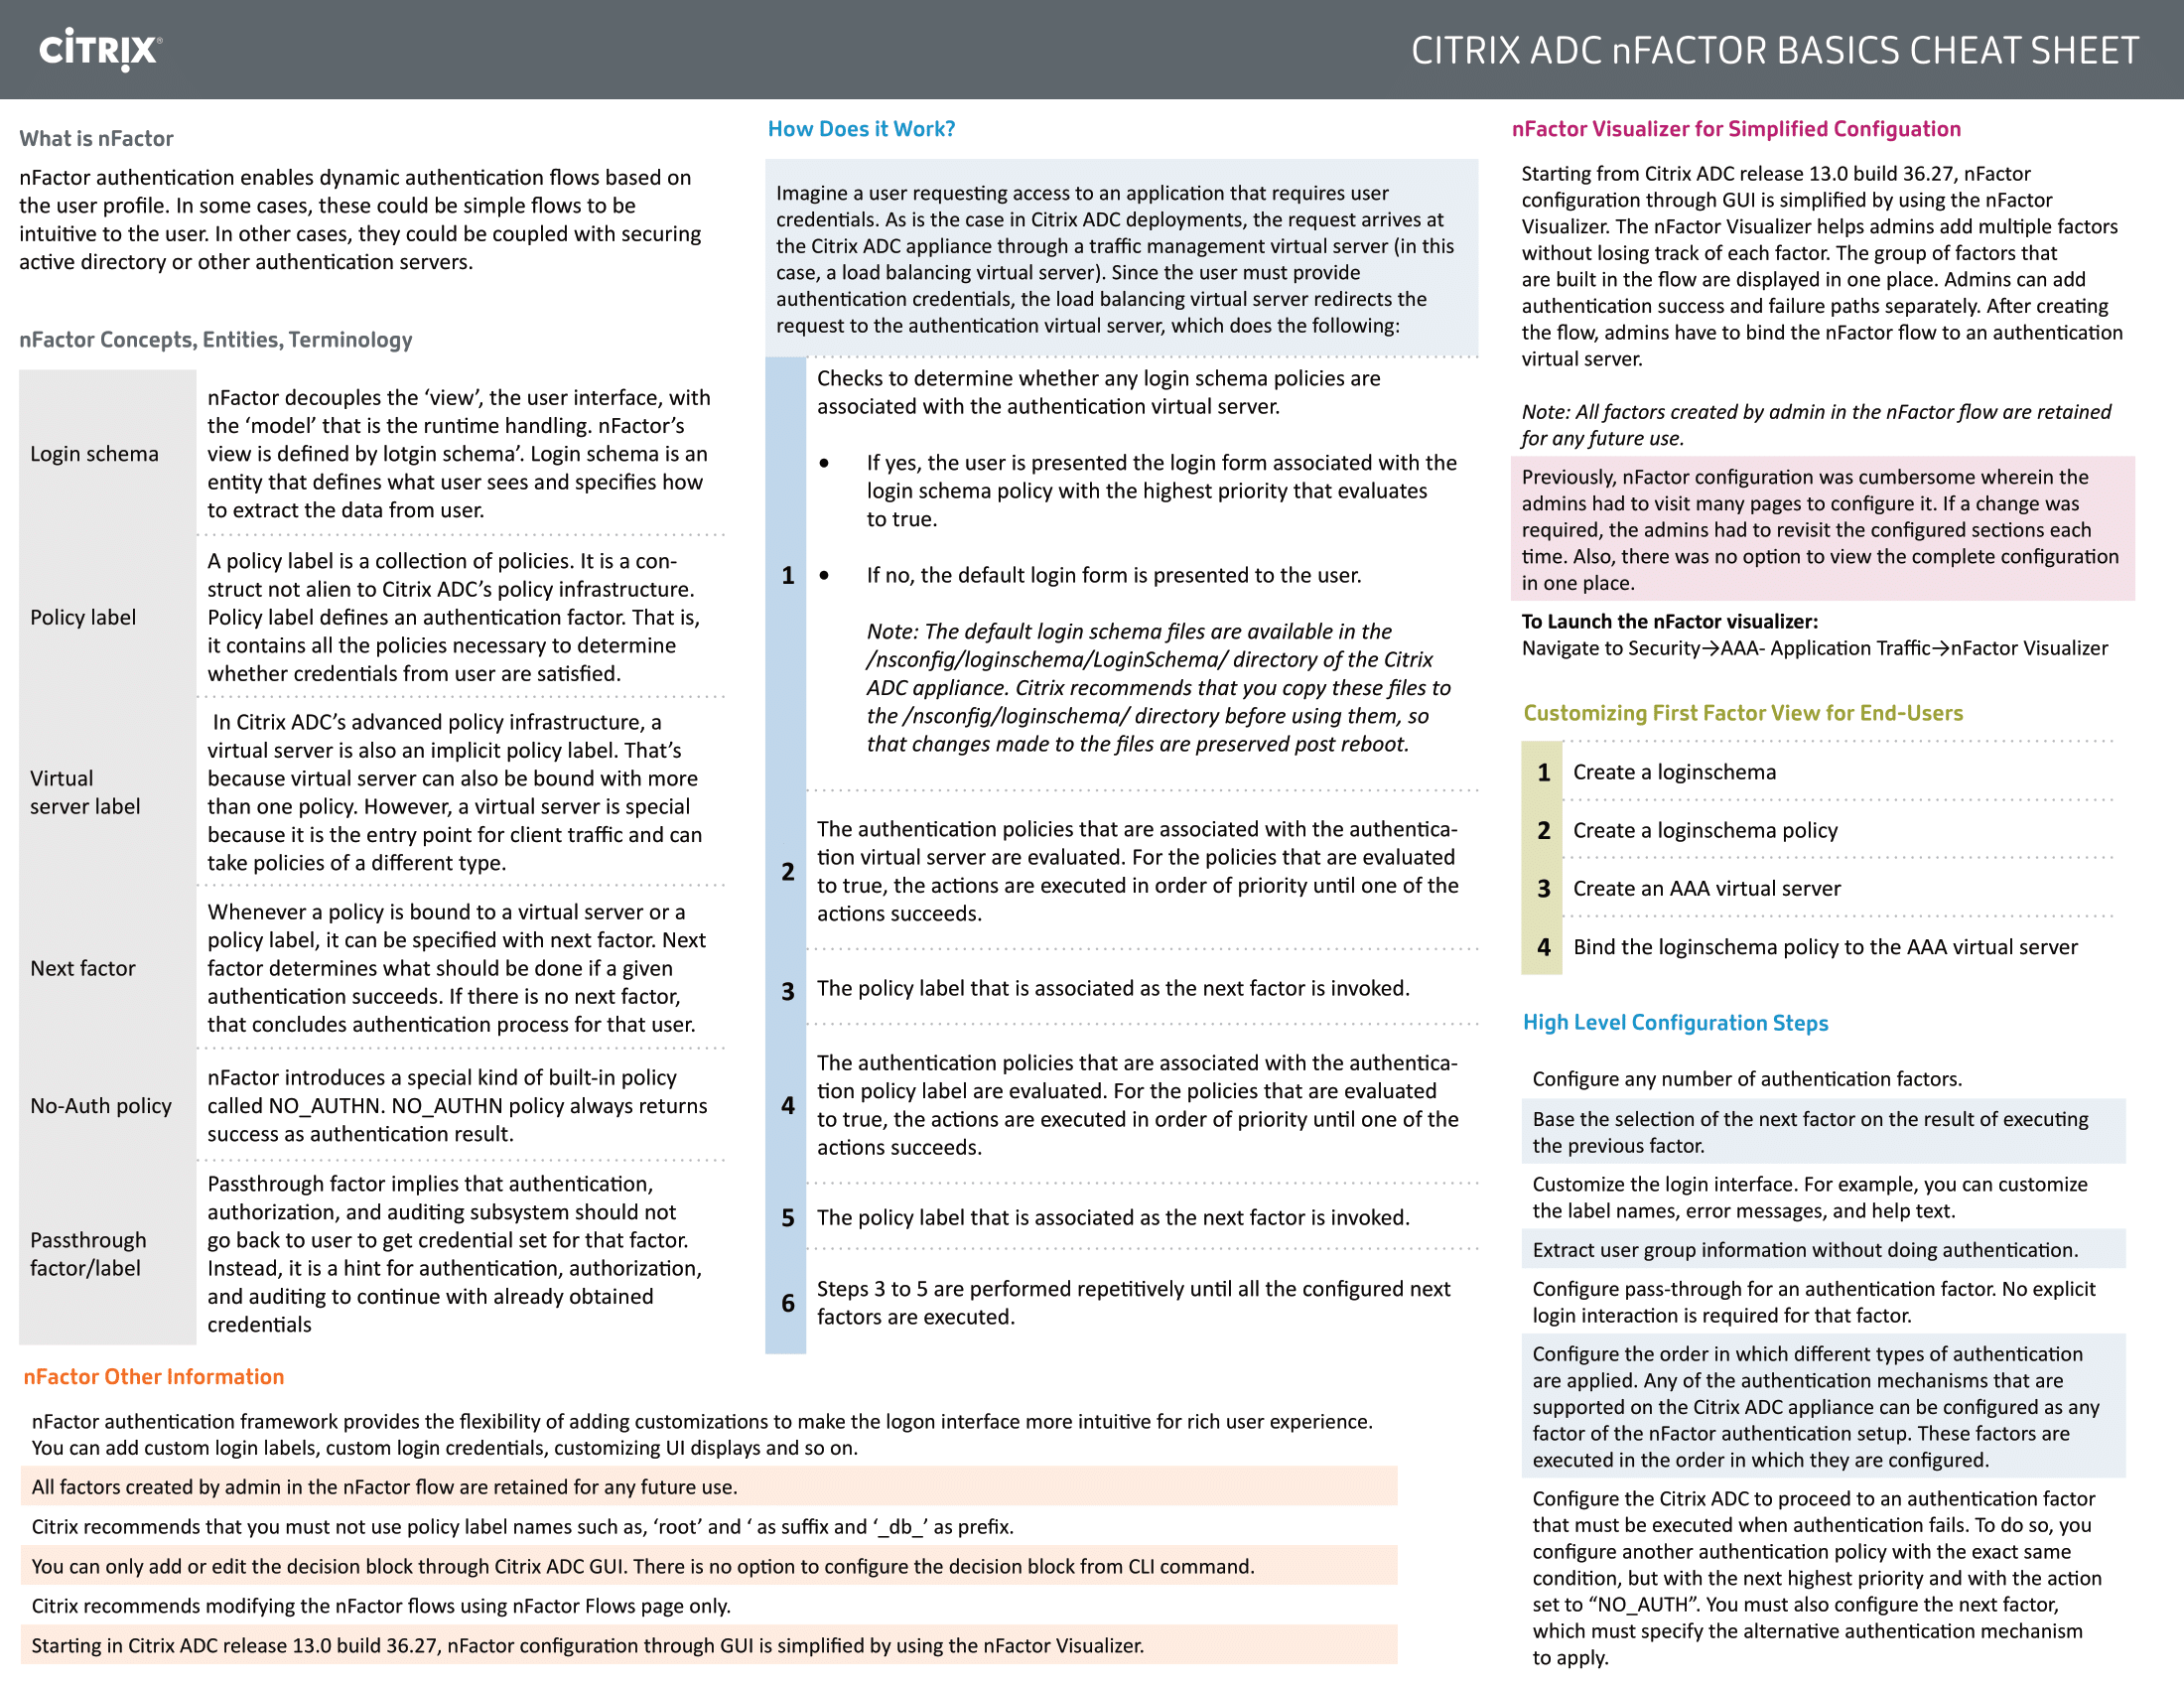 CITRIX®
CITRIX ADC nFACTOR BASICS CHEAT SHEET
What is nFactor
nFactor authentication enables dynamic authentication flows based on
the user profile. In some cases, these could be simple flows to be
intuitive to the user. In other cases, they could be coupled with securing
active directory or other authentication servers.
nFactor Concepts, Entities, Terminology
Login schema
nFactor decouples the ‘view’, the user interface, with
the ‘model’ that is the runtime handling. nFactor’s
view is defined by lotgin schema’. Login schema is an
entity that defines what user sees and specifies how
to extract the data from user.
Policy label
A policy label is a collection of policies. It is a con-
struct not alien to Citrix ADC’s policy infrastructure.
Policy label defines an authentication factor. That is,
it contains all the policies necessary to determine
whether credentials from user are satisfied.
Virtual
server label
In Citrix ADC’s advanced policy infrastructure, a
virtual server is also an implicit policy label. That’s
because virtual server can also be bound with more
than one policy. However, a virtual server is special
because it is the entry point for client traffic and can
take policies of a different type.
Next factor
Whenever a policy is bound to a virtual server or a
policy label, it can be specified with next factor. Next
factor determines what should be done if a given
authentication succeeds. If there is no next factor,
that concludes authentication process for that user.
No-Auth policy
nFactor introduces a special kind of built-in policy
called NO_AUTHN. NO_AUTHN policy always returns
success as authentication result.
Passthrough
factor/label
Passthrough factor implies that authentication,
authorization, and auditing subsystem should not
go back to user to get credential set for that factor.
Instead, it is a hint for authentication, authorization,
and auditing to continue with already obtained
credentials
How Does it Work?
Imagine a user requesting access to an application that requires user
credentials. As is the case in Citrix ADC deployments, the request arrives at
the Citrix ADC appliance through a traffic management virtual server (in this
case, a load balancing virtual server). Since the user must provide
authentication credentials, the load balancing virtual server redirects the
request to the authentication virtual server, which does the following:
1
Checks to determine whether any login schema policies are
associated with the authentication virtual server.
● If yes, the user is presented the login form associated with the
login schema policy with the highest priority that evaluates
to true.
● If no, the default login form is presented to the user.
Note: The default login schema files are available in the
/nsconfig/loginschema/LoginSchema/ directory of the Citrix
ADC appliance. Citrix recommends that you copy these files to
the /nsconfig/loginschema/ directory before using them, so
that changes made to the files are preserved post reboot.
2
The authentication policies that are associated with the authentica-
tion virtual server are evaluated. For the policies that are evaluated
to true, the actions are executed in order of priority until one of the
actions succeeds.
3
The policy label that is associated as the next factor is invoked.
4
The authentication policies that are associated with the authentica-
tion policy label are evaluated. For the policies that are evaluated
to true, the actions are executed in order of priority until one of the
actions succeeds.
5
The policy label that is associated as the next factor is invoked.
6
Steps 3 to 5 are performed repetitively until all the configured next
factors are executed.
nFactor Other Information
nFactor authentication framework provides the flexibility of adding customizations to make the logon interface more intuitive for rich user experience.
You can add custom login labels, custom login credentials, customizing UI displays and so on.
All factors created by admin in the nFactor flow are retained for any future use.
Citrix recommends that you must not use policy label names such as, ‘root’ and ‘ as suffix and ‘_db_’ as prefix.
You can only add or edit the decision block through Citrix ADC GUI. There is no option to configure the decision block from CLI command.
Citrix recommends modifying the nFactor flows using nFactor Flows page only.
Starting in Citrix ADC release 13.0 build 36.27, nFactor configuration through GUI is simplified by using the nFactor Visualizer.
nFactor Visualizer for Simplified Configuation
Starting from Citrix ADC release 13.0 build 36.27, nFactor
configuration through GUI is simplified by using the nFactor
Visualizer. The nFactor Visualizer helps admins add multiple factors
without losing track of each factor. The group of factors that
are built in the flow are displayed in one place. Admins can add
authentication success and failure paths separately. After creating
the flow, admins have to bind the nFactor flow to an authentication
virtual server.
Note: All factors created by admin in the nFactor flow are retained
for any future use.
Previously, nFactor configuration was cumbersome wherein the
admins had to visit many pages to configure it. If a change was
required, the admins had to revisit the configured sections each
time. Also, there was no option to view the complete configuration
in one place.
To Launch the nFactor visualizer:
Navigate to Security→AAA- Application Traffic→nFactor Visualizer
Customizing First Factor View for End-Users
1 Create a loginschema
2 Create a loginschema policy
3 Create an AAA virtual server
4 Bind the loginschema policy to the AAA virtual server
High Level Configuration Steps
Configure any number of authentication factors.
Base the selection of the next factor on the result of executing
the previous factor.
Customize the login interface. For example, you can customize
the label names, error messages, and help text.
Extract user group information without doing authentication.
Configure pass-through for an authentication factor. No explicit
login interaction is required for that factor.
Configure the order in which different types of authentication
are applied. Any of the authentication mechanisms that are
supported on the Citrix ADC appliance can be configured as any
factor of the nFactor authentication setup. These factors are
executed in the order in which they are configured.
Configure the Citrix ADC to proceed to an authentication factor
that must be executed when authentication fails. To do so, you
configure another authentication policy with the exact same
condition, but with the next highest priority and with the action
set to “NO_AUTH”. You must also configure the next factor,
which must specify the alternative authentication mechanism
to apply.